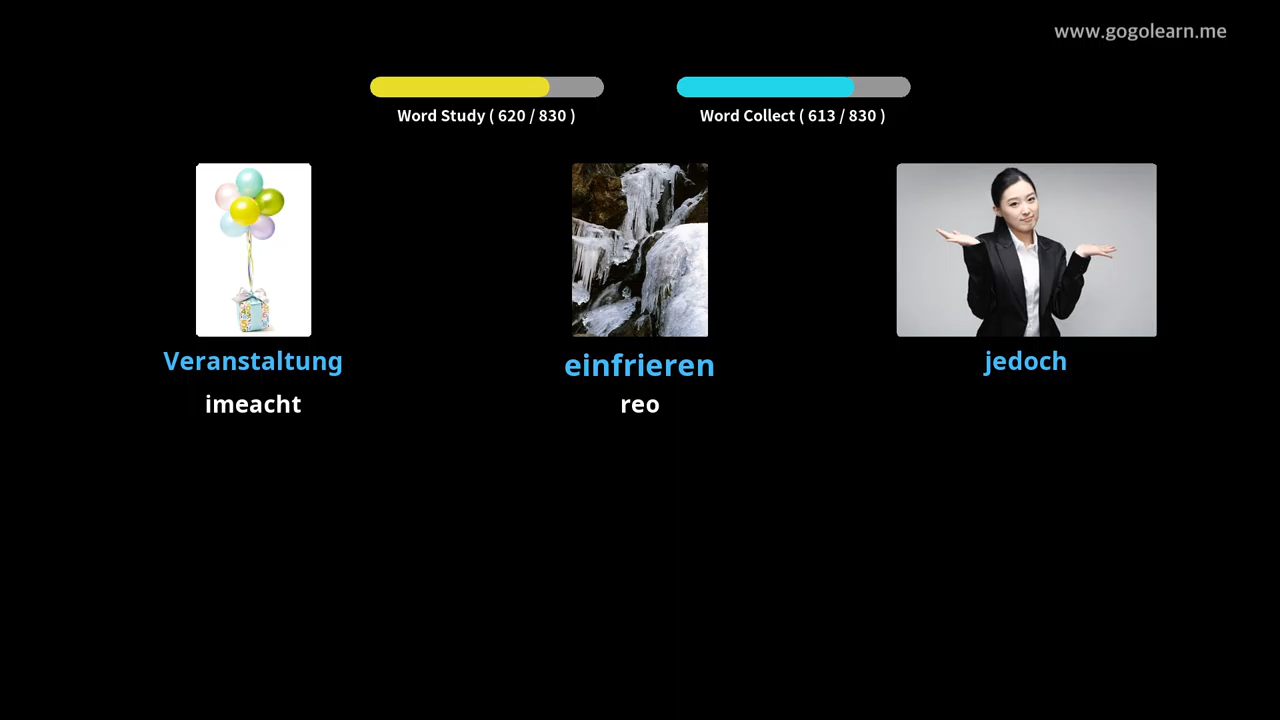 www.gogolearn.me
Word Study ( 620 / 830 )
Word Collect ( 613 / 830 )
Veranstaltung
einfrieren
jedoch
imeacht
reo